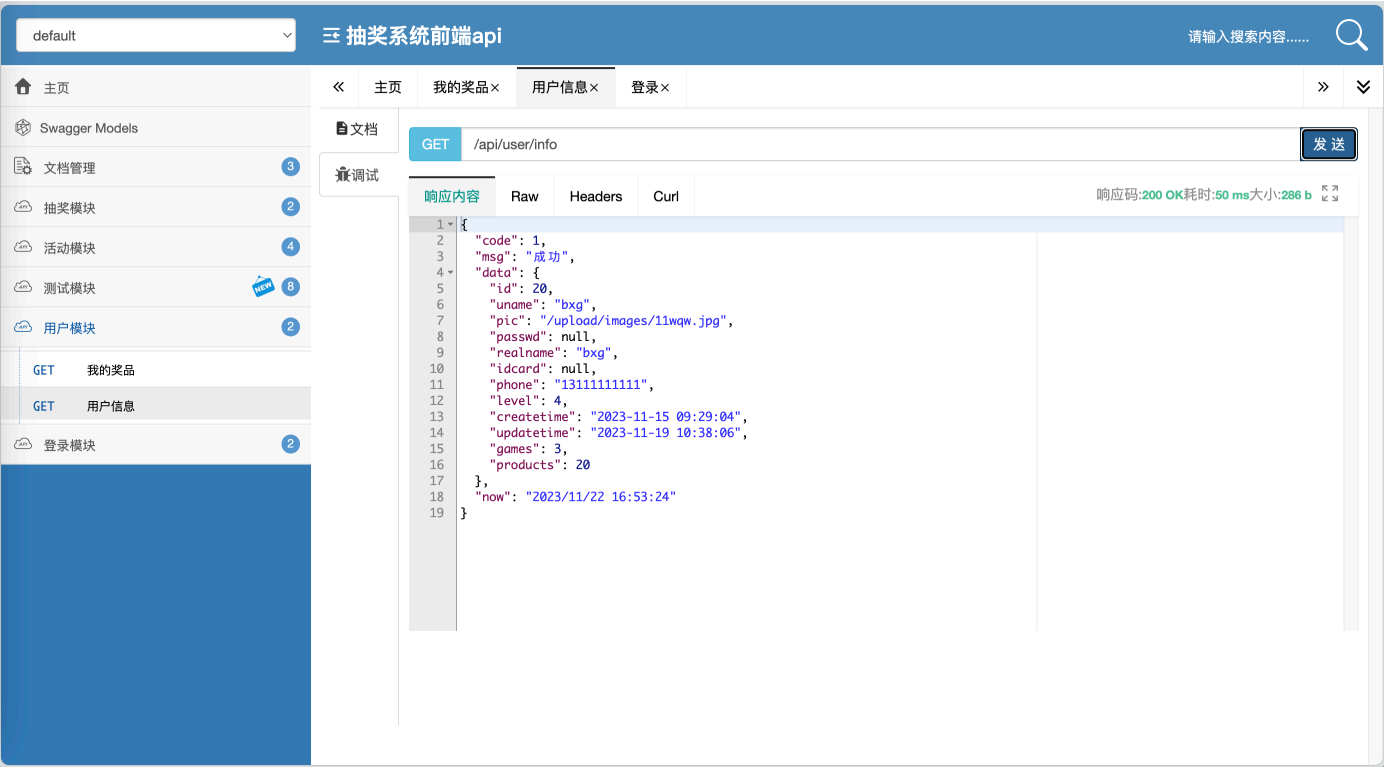 default
抽奖系统前端api
请输入搜索内容......
主页
Swagger Models
文档管理 3
抽奖模块 2
活动模块 4
测试模块 NEW 8
用户模块 2
GET 我的奖品
GET 用户信息
登录模块 2
主页 我的奖品× 用户信息× 登录×
文档
调试
GET /api/user/info 发 送
响应内容 Raw Headers Curl
响应码:200 OK耗时:50 ms大小:286 b
1 {
2 "code": 1,
3 "msg": "成功",
4 "data": {
5 "id": 20,
6 "uname": "bxg",
7 "pic": "/upload/images/11wqw.jpg",
8 "passwd": null,
9 "realname": "bxg",
10 "idcard": null,
11 "phone": "13111111111",
12 "level": 4,
13 "createtime": "2023-11-15 09:29:04",
14 "updatetime": "2023-11-19 10:38:06",
15 "games": 3,
16 "products": 20
17 },
18 "now": "2023/11/22 16:53:24"
19 }